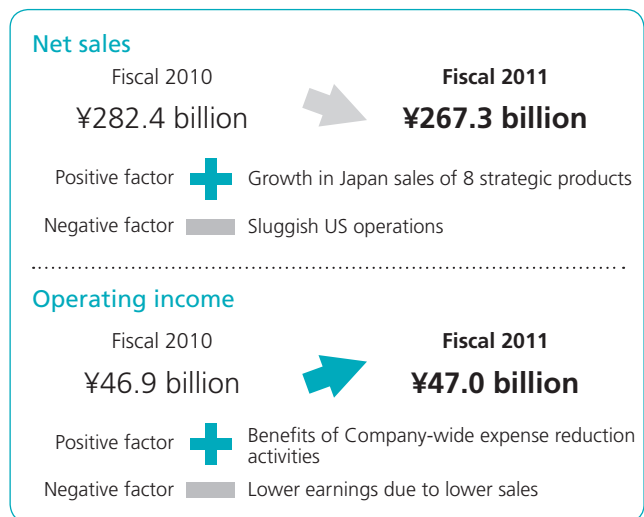 Net sales
Fiscal 2010
Fiscal 2011
¥282.4 billion
¥267.3 billion
Positive factor
Growth in Japan sales of 8 strategic products
Negative factor
Sluggish US operations
Operating income
Fiscal 2010
Fiscal 2011
¥46.9 billion
¥47.0 billion
Positive factor
Benefits of Company-wide expense reduction
activities
Negative factor
Lower earnings due to lower sales